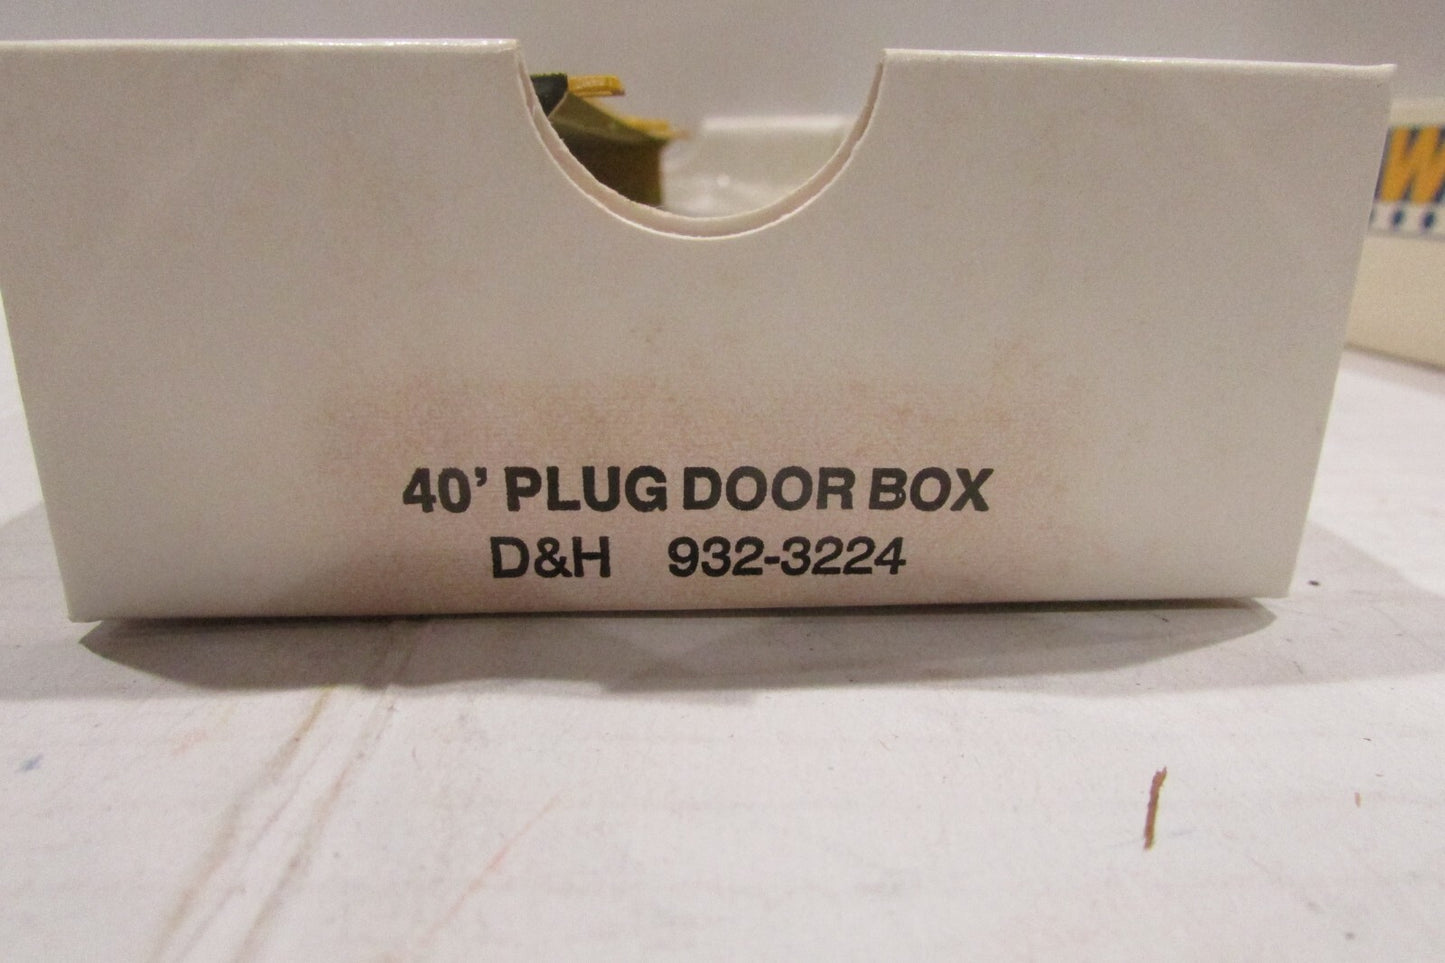 40' PLUG DOOR BOX
D&H 932-3224
W